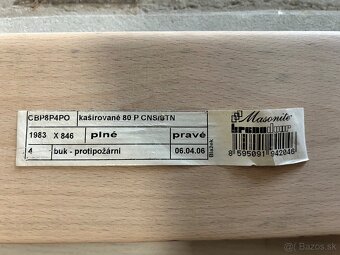 CBP8P4PO kašírované 80 P CNS/BTN
1983 X 846 plné pravé
4 buk - protipožární 06.04.06
Masonite
8 595091 942046
bazos.sk